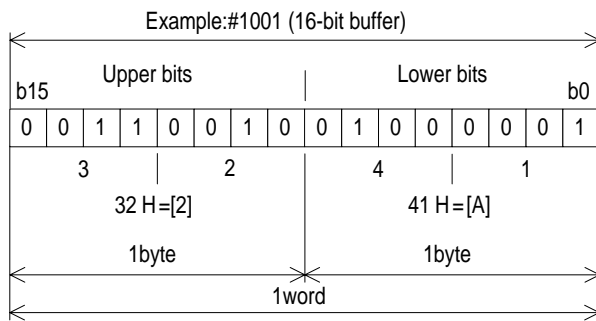 Example:#1001 (16-bit buffer)
Upper bits Lower bits
b15 b0
0 0 1 1 0 0 1 0 0 1 0 0 0 0 0 1
3 2 4 1
32 H=[2] 41 H=[A]
1byte 1byte
1word